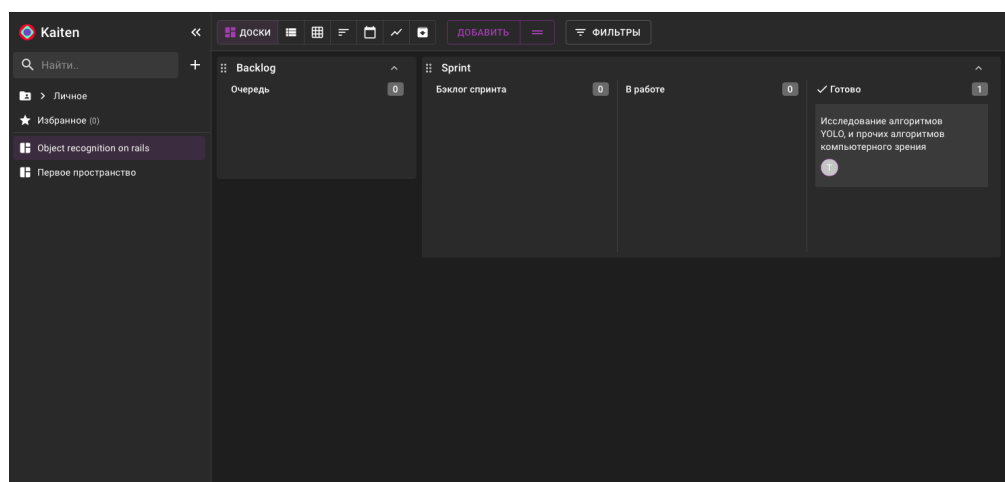 Kaiten
ДОСКИ
ДОБАВИТЬ
ФИЛЬТРЫ
Найти..
Личное
Избранное (0)
Object recognition on rails
Первое пространство
Backlog
Очередь 0
Sprint
Бэклог спринта 0
В работе 0
Готово 1
Исследование алгоритмов
YOLO, и прочих алгоритмов
компьютерного зрения
T